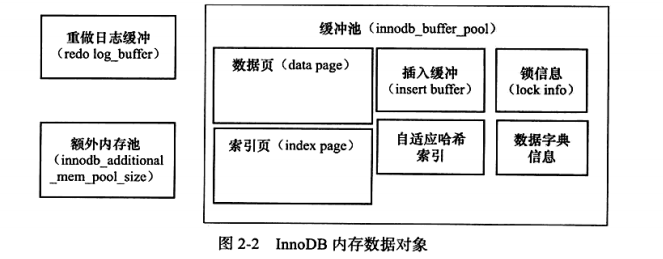 重做日志缓冲
(redo log_buffer)
额外内存池
(innodb_additional
_mem_pool_size)
缓冲池(innodb_buffer_pool)
数据页(data page)
插入缓冲
(insert buffer)
锁信息
(lock info)
索引页(index page)
自适应哈希
索引
数据字典
信息
图 2-2 InnoDB 内存数据对象